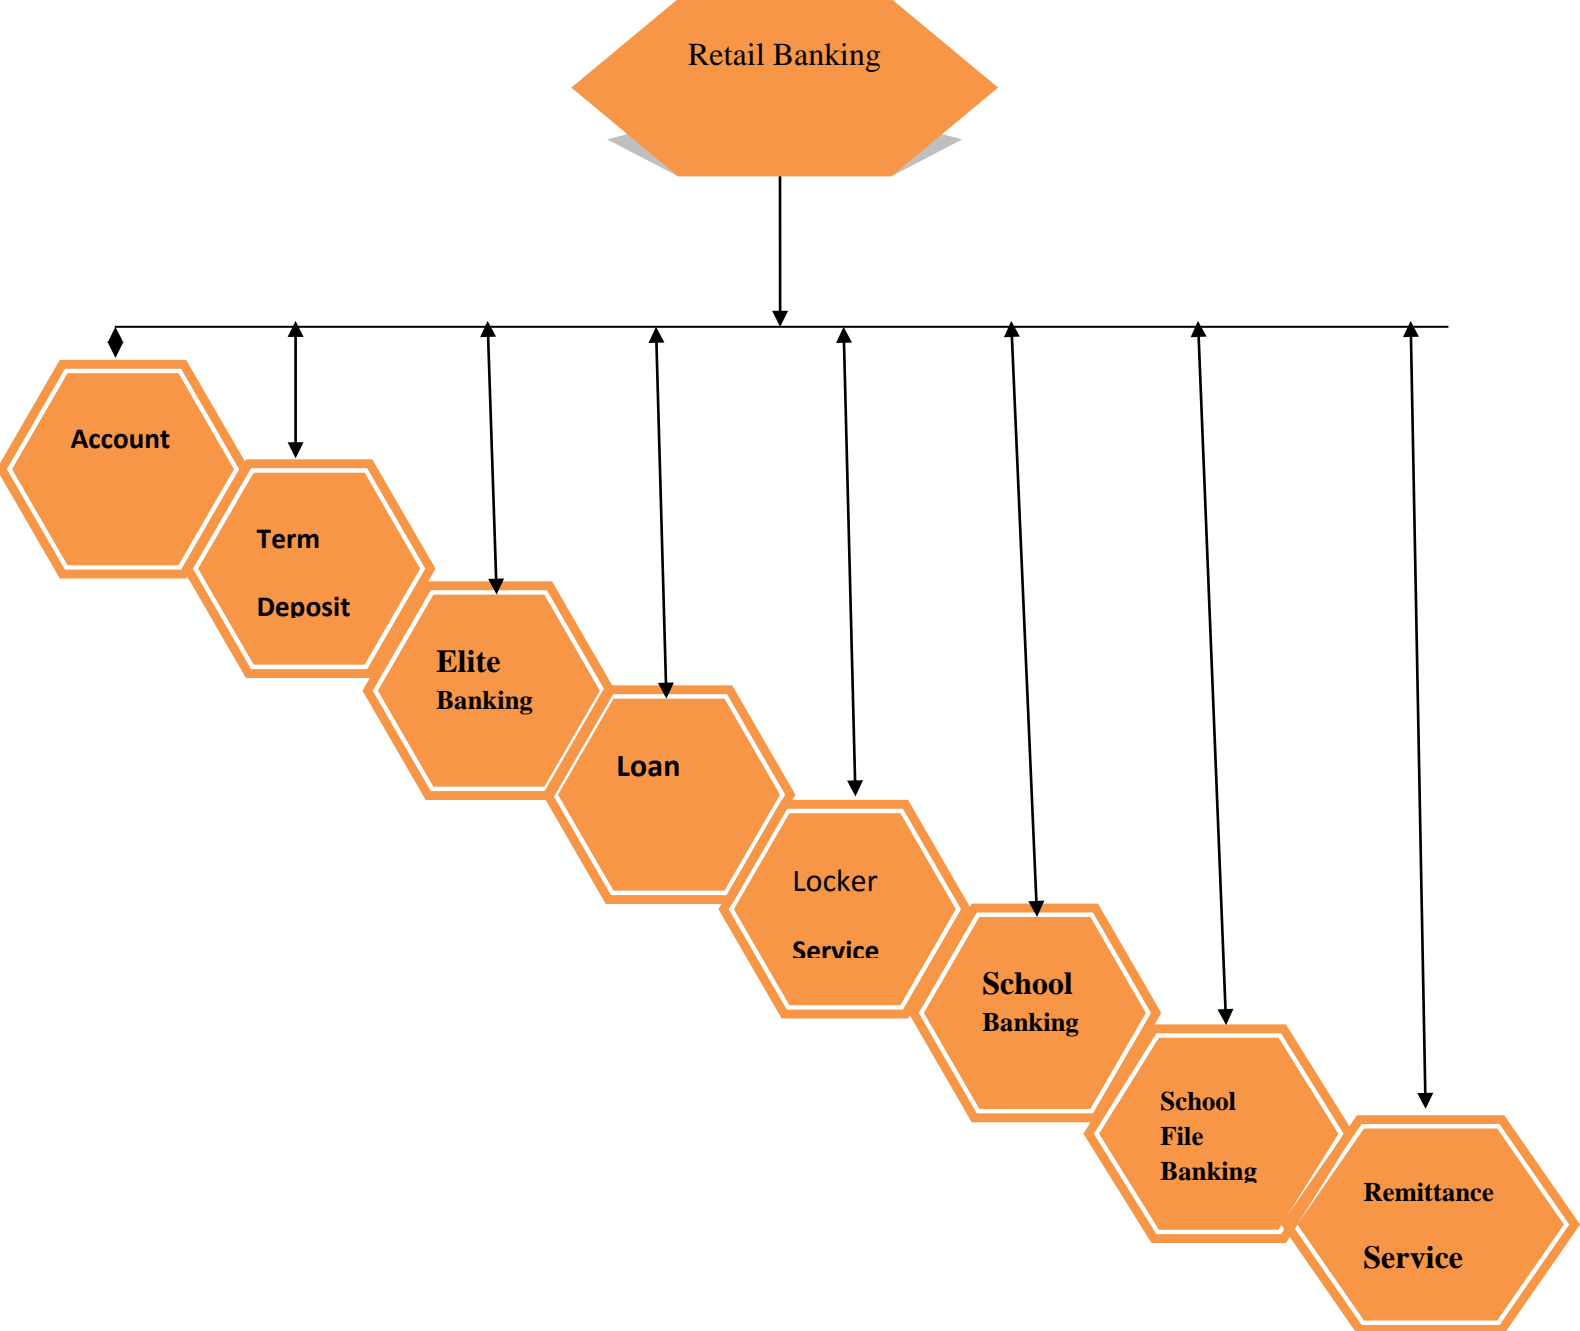 Retail Banking
Account
Term
Deposit
Elite
Banking
Loan
Locker
Service
School
Banking
School
File
Banking
Remittance
Service